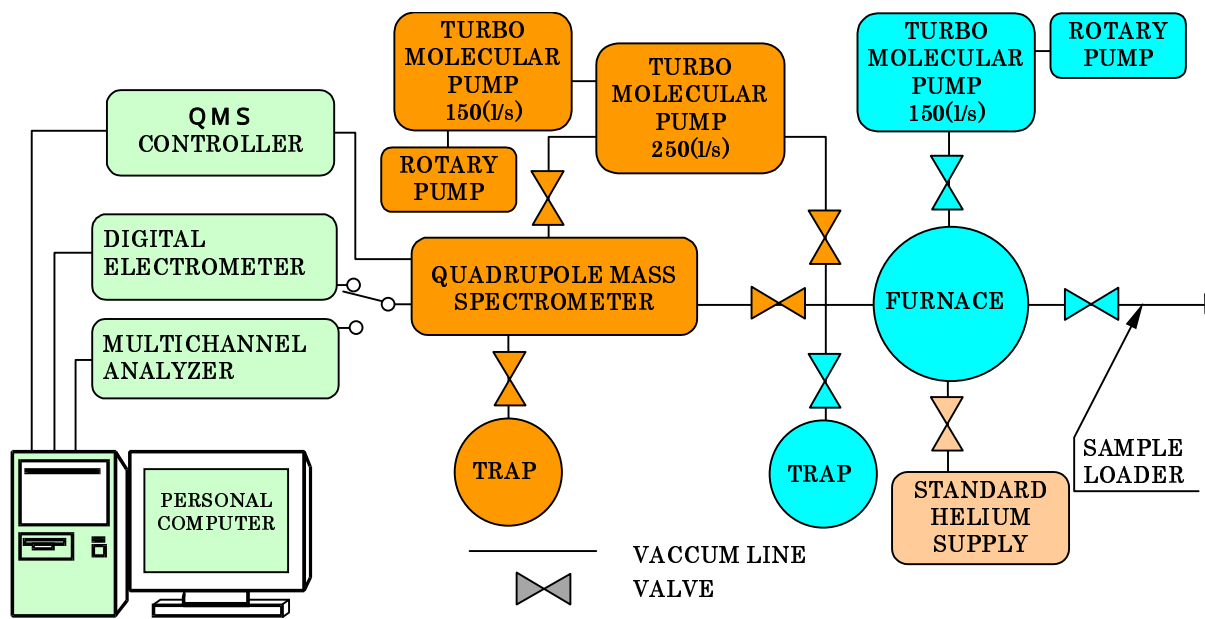 TURBO
MOLECULAR
PUMP
150(l/s)
TURBO
MOLECULAR
PUMP
250(l/s)
TURBO
MOLECULAR
PUMP
150(l/s)
ROTARY
PUMP
QMS
CONTROLLER
ROTARY
PUMP
DIGITAL
ELECTROMETER
QUADRUPOLE MASS
SPECTROMETER
FURNACE
MULTICHANNEL
ANALYZER
TRAP
TRAP
SAMPLE
LOADER
PERSONAL
COMPUTER
STANDARD
HELIUM
SUPPLY
VACCUM LINE
VALVE